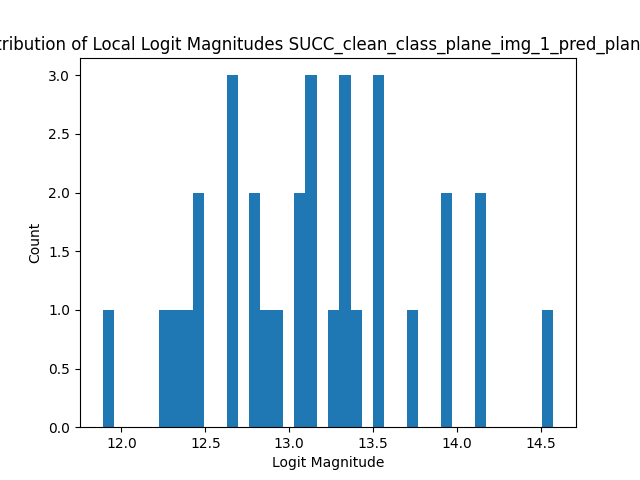 tribution of Local Logit Magnitudes SUCC_clean_class_plane_img_1_pred_plan
3.0
2.5
2.0
1.5
1.0
0.5
0.0
Count
12.0 12.5 13.0 13.5 14.0 14.5
Logit Magnitude